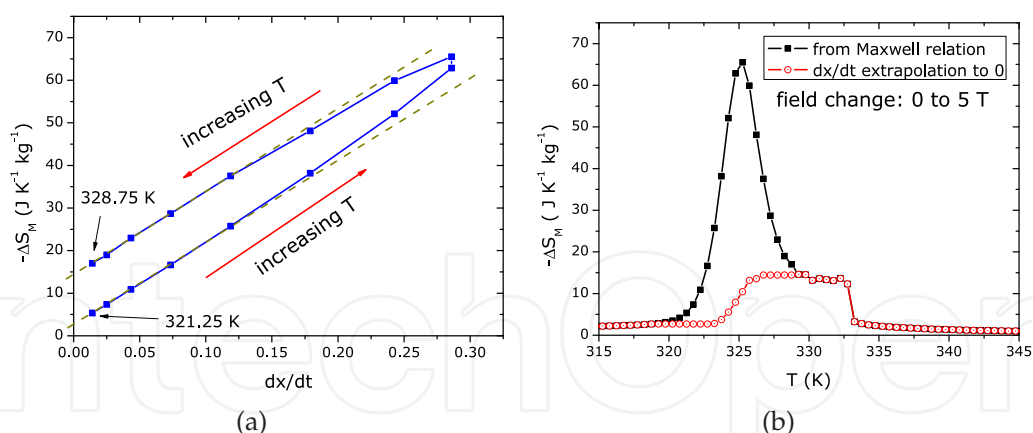 (a)
-ΔS_M (J K⁻¹ kg⁻¹)
70
60
50
40
30
20
10
0
increasing T
increasing T
328.75 K
321.25 K
0.00 0.05 0.10 0.15 0.20 0.25 0.30
dx/dt
(a)
-ΔS_M ( J K⁻¹ kg⁻¹)
70
60
50
40
30
20
10
0
from Maxwell relation
dx/dt extrapolation to 0
field change: 0 to 5 T
315 320 325 330 335 340 345
T (K)
(b)
(b)